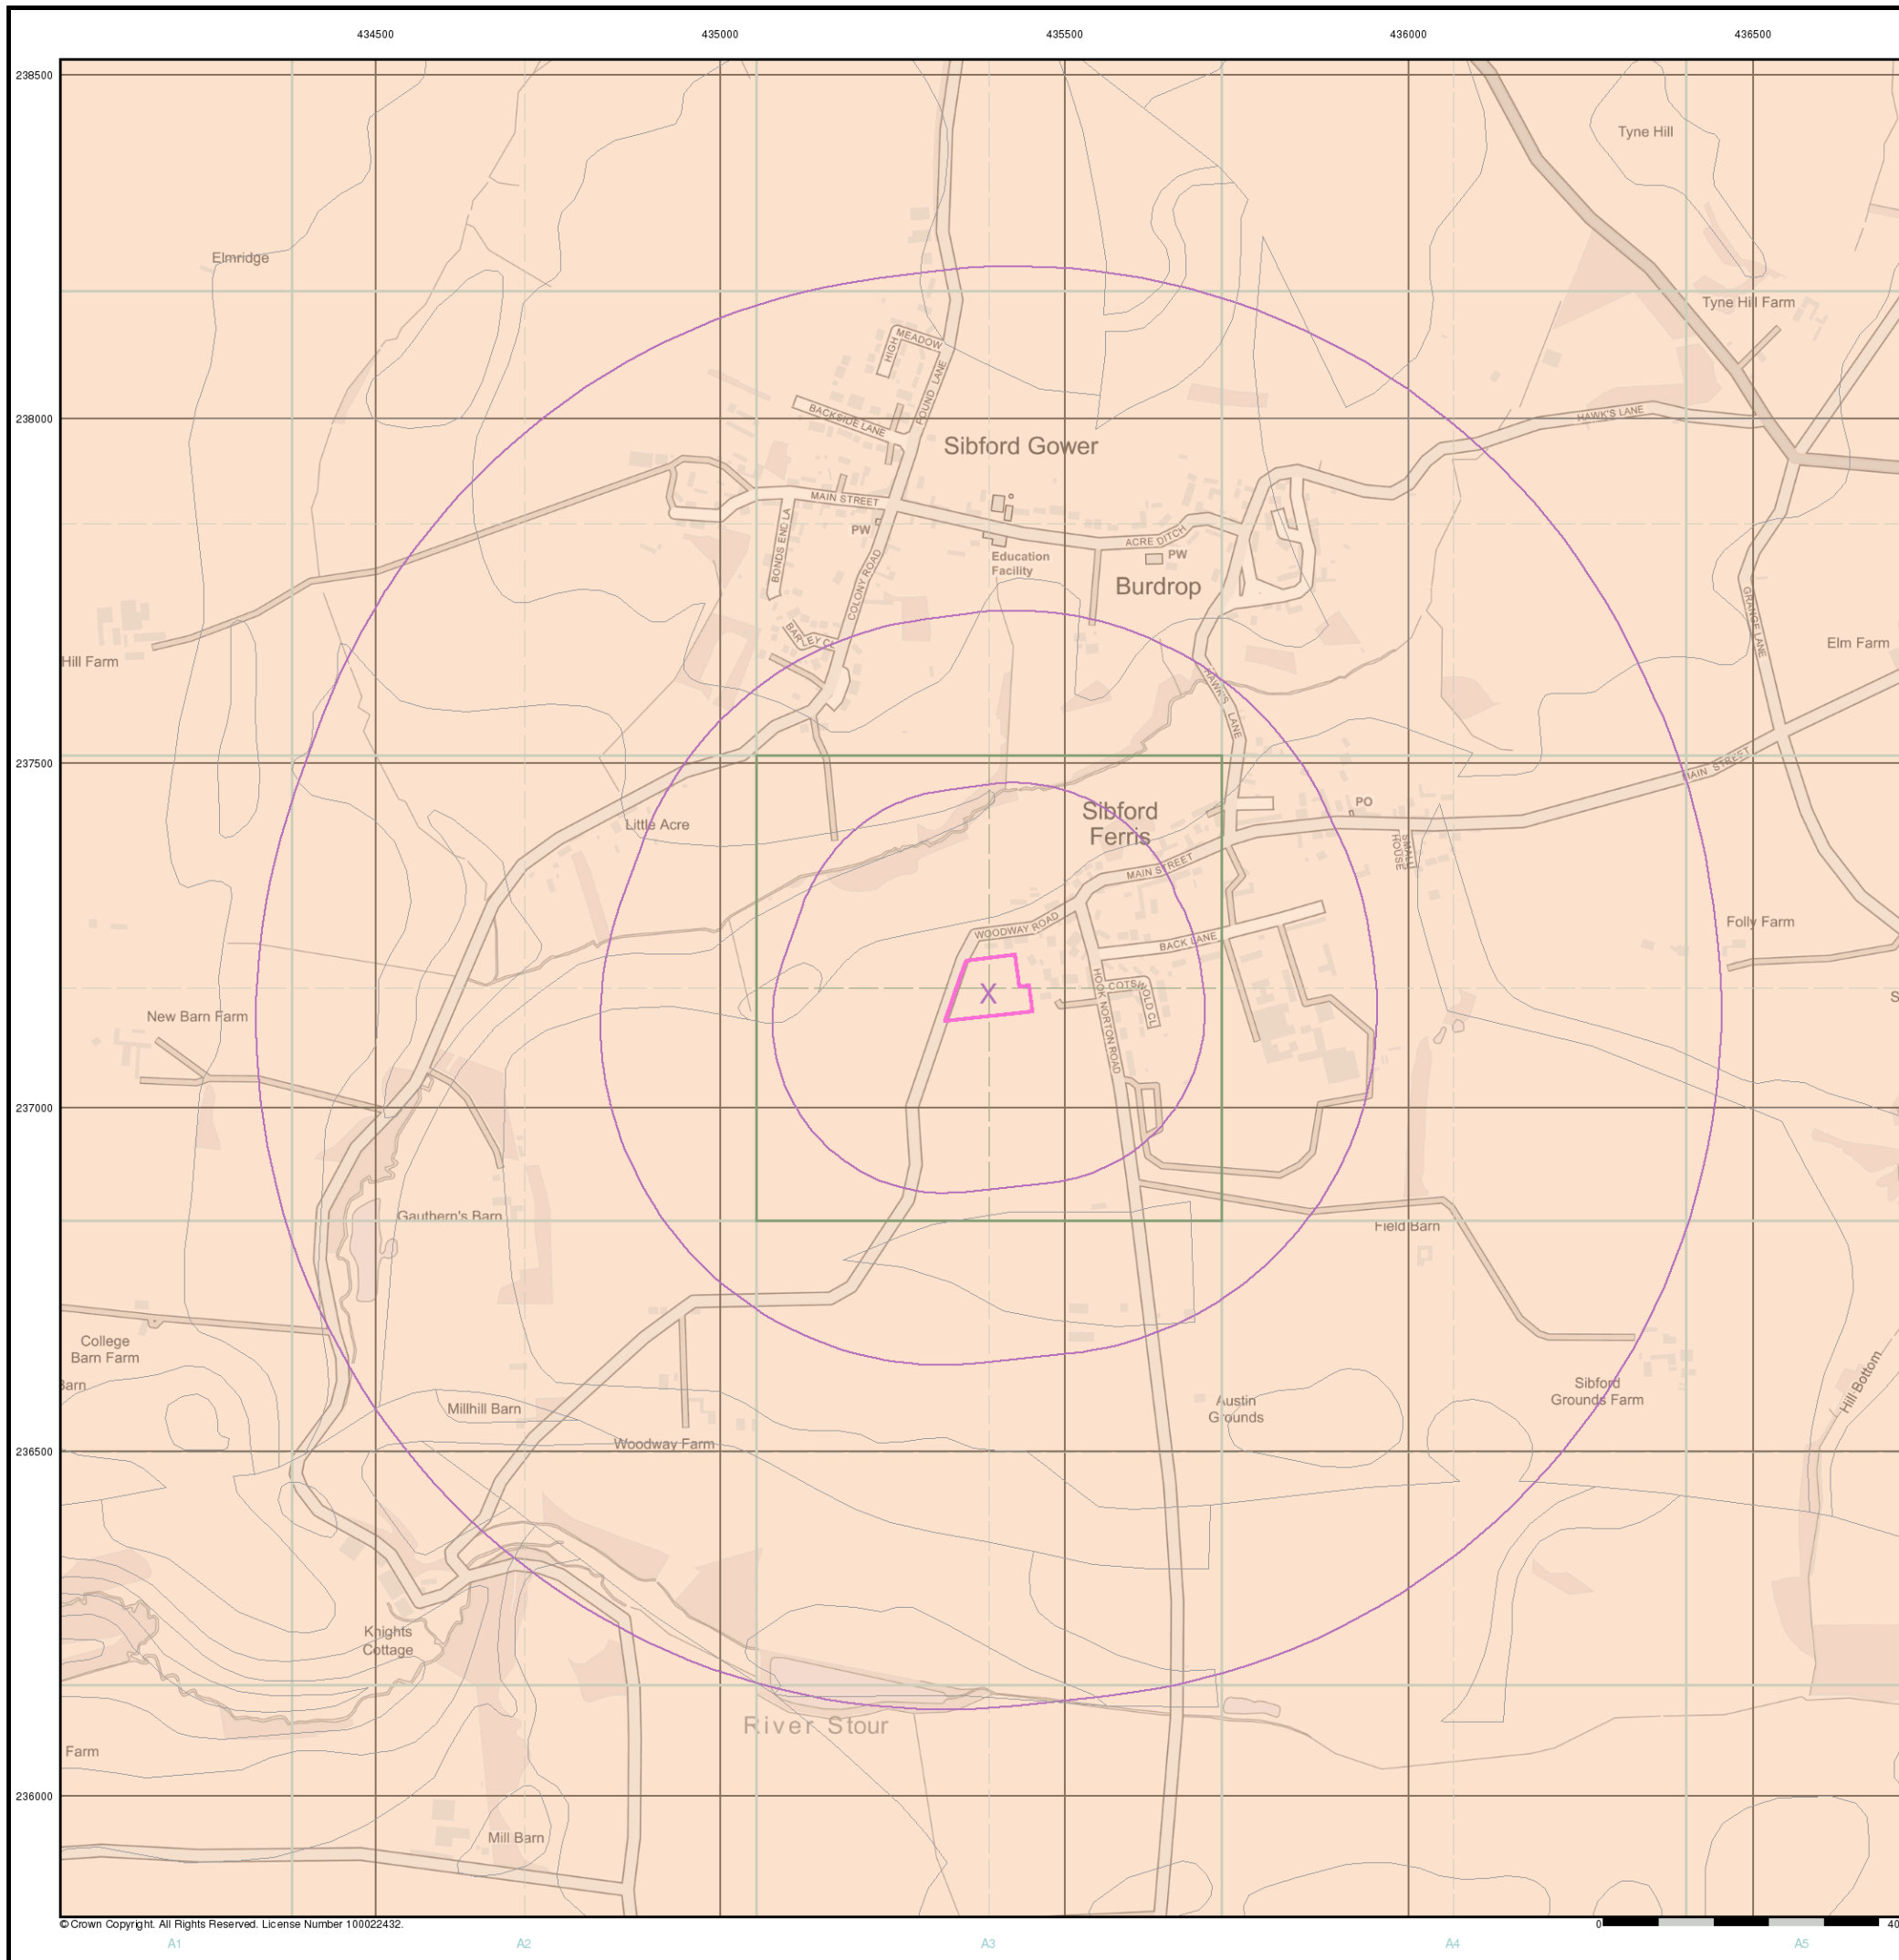 434500 435000 435500 436000 436500
238500
Tyne Hill
Elmridge
Tyne Hill Farm
HIGH MEADOW
POUND LANE
BACKSIDE LANE
HAWK'S LANE
238000
Sibford Gower
MAIN STREET
PW
BONDS END LA
COLONY ROAD
Education
Facility
ACRE DITCH
PW
Burdrop
GRANGE LANE
BARLEY CL
Hill Farm
Elm Farm
HAWK'S LANE
237500
MAIN STREET
Little Acre
Sibford
Ferris
PO
SMALL
HOUSE
MAIN STREET
WOODWAY ROAD
BACK LANE
Folly Farm
X
HOOK NORTON ROAD
COTSWOLD CL
New Barn Farm
S
237000
Gauthern's Barn
Field Barn
College
Barn Farm
Barn
Millhill Barn
Woodway Farm
Austin
Grounds
Sibford
Grounds Farm
Hill Bottom
236500
Knights
Cottage
River Stour
Farm
236000
Mill Barn
© Crown Copyright. All Rights Reserved. License Number 100022432.
0 40
A1 A2 A3 A4 A5